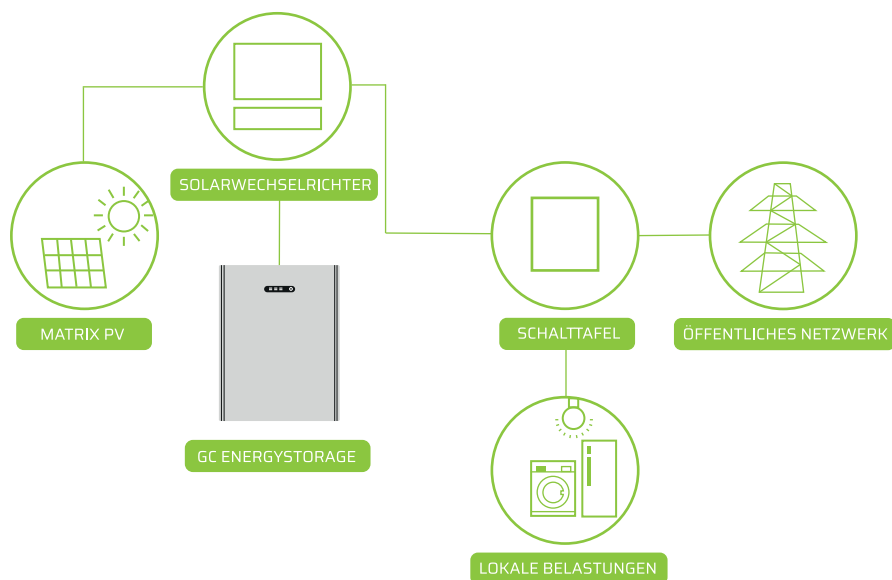 SOLARWECHSELRICHTER
MATRIX PV
SCHALTTAFEL
ÖFFENTLICHES NETZWERK
GC ENERGYSTORAGE
LOKALE BELASTUNGEN